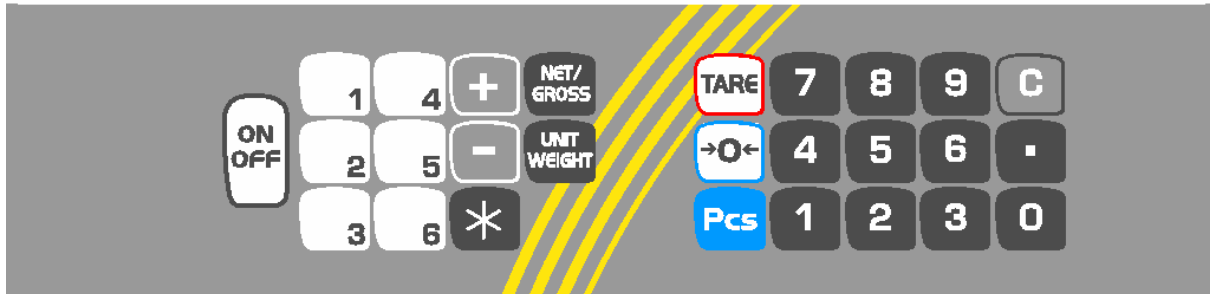 ON
OFF
1
4
+
NET/
GROSS
2
5
-
UNIT
WEIGHT
3
6
*
TARE
7
8
9
C
→0←
4
5
6
.
Pcs
1
2
3
0